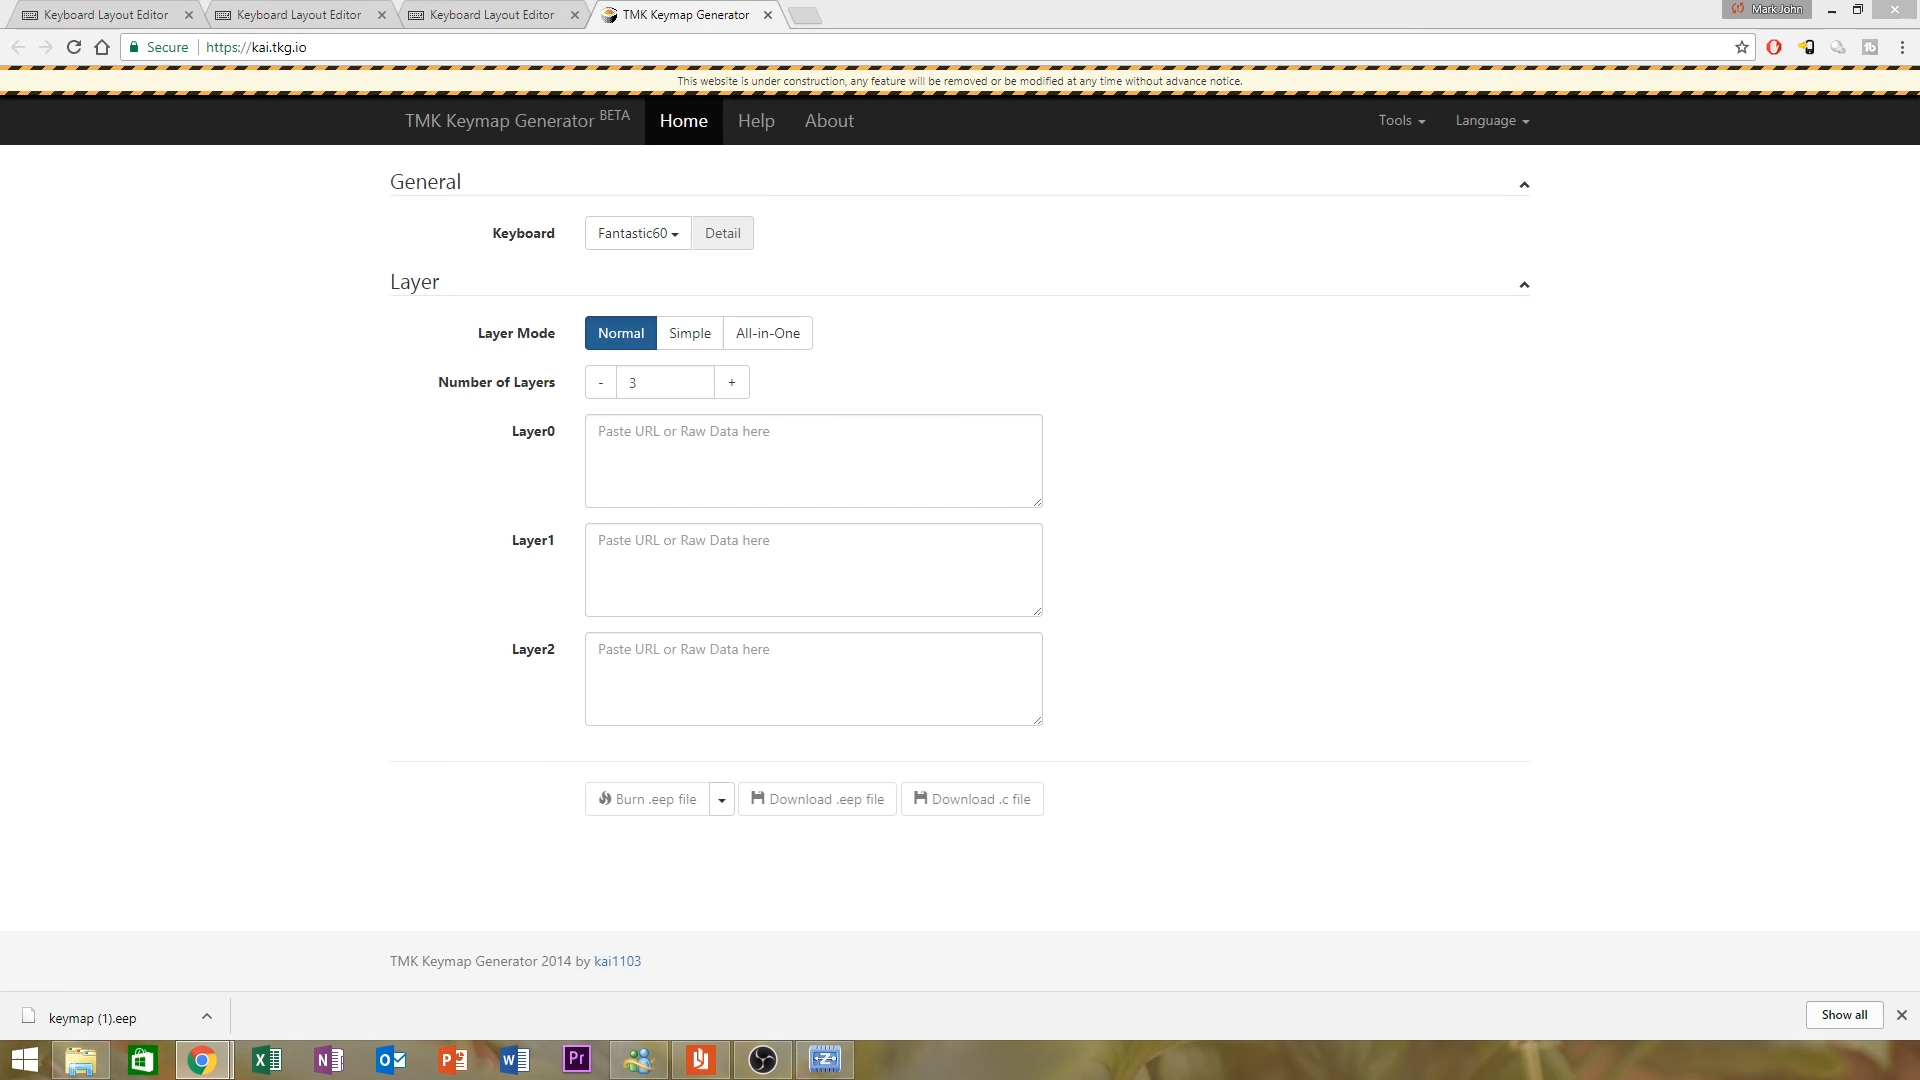 Keyboard Layout Editor
Keyboard Layout Editor
Keyboard Layout Editor
TMK Keymap Generator
Mark John
Secure
https://kai.tkg.io
This website is under construction, any feature will be removed or be modified at any time without advance notice.
TMK Keymap Generator BETA
Home
Help
About
Tools
Language
General
Keyboard
Fantastic60
Detail
Layer
Layer Mode
Normal
Simple
All-in-One
Number of Layers
-
3
+
Layer0
Paste URL or Raw Data here
Layer1
Paste URL or Raw Data here
Layer2
Paste URL or Raw Data here
Burn .eep file
Download .eep file
Download .c file
TMK Keymap Generator 2014 by kai1103
keymap (1).eep
Show all